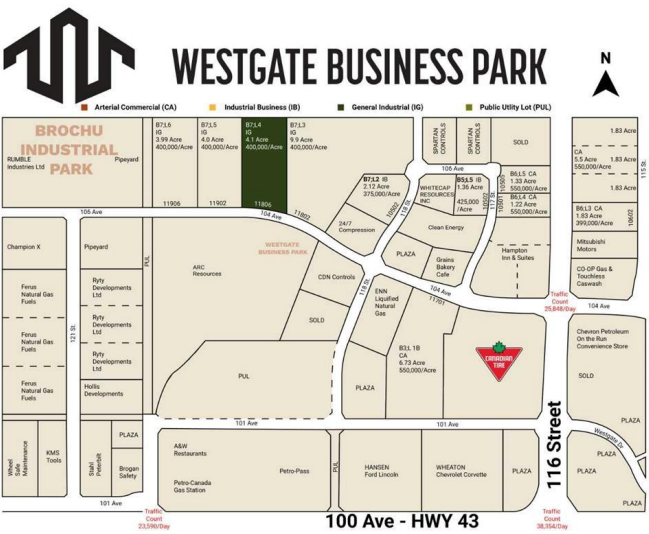 WESTGATE BUSINESS PARK
N
Arterial Commercial (CA)
Industrial Business (IB)
General Industrial (IG)
Public Utlity Lot (PUL)
BROCHU
INDUSTRIAL
PARK
RUMBLE
Industries Ltd
Pipeyard
B7;L6
IG
3.99 Acre
400,000/Acre
11906
B7;L5
IG
4.0 Acre
400,000/Acre
11902
B7;L4
IG
4.1 Acre
400,000/Acre
11806
B7;L3
IG
9.9 Acre
400,000/Acre
11802
106 Ave
104 Ave
SPARTAN
CONTROLS
SPARTAN
CONTROLS
SOLD
106 Ave
B7;L2 IB
2.12 Acre
375,000/Acre
10502
118 St.
WHITECAP
RESOURCES
INC
B5;L5 IB
1.36 Acre
425,000
/Acre
10502
10501
117 St.
10505
B6;L5 CA
1.33 Acre
550,000/Acre
B6;L4 CA
1.22 Acre
550,000/Acre
1.83 Acre
CA
5.5 Acre
550,000/Acre
1.83 Acre
1.83 Acre
115 St.
B6;L3 CA
1.83 Acre
399,000/Acre
10602
Mitsubishi
Motors
CO-OP Gas &
Touchless
Caswash
24/7
Compression
Clean Energy
PLAZA
Grains
Bakery
Cafe
Hampton
Inn & Suites
WESTGATE
BUSINESS PARK
Champion X
Pipeyard
PUL
ARC
Resources
CDN Controls
118 St.
ENN
Liquified
Natural
Gas
104 Ave
11701
Traffic
Count
25,848/Day
104 Ave
Ferus
Natural Gas
Fuels
Ryty
Developments
Ltd
Ferus
Natural Gas
Fuels
121 St.
Ryty
Developments
Ltd
Ryty
Developments
Ltd
Ferus
Natural Gas
Fuels
Hollis
Developments
SOLD
PUL
PLAZA
B3;L 1B
CA
6.73 Acre
550,000/Acre
CANADIAN
TIRE
Chevron Petroleum
On the Run
Convenience Store
SOLD
PLAZA
Westgate Dr
101 Ave
101 Ave
116 Street
Wheel
Safe
Maintenance
KMS
Tools
Stahl
Peterbilt
PLAZA
Brogan
Safety
A&W
Restaurants
Petro-Canada
Gas Station
Petro-Pass
PUL
HANSEN
Ford Lincoln
WHEATON
Chevrolet Corvette
PLAZA
PLAZA
PLAZA
PLAZA
101 Ave
Traffic
Count
23,590/Day
100 Ave - HWY 43
Traffic
Count
38,354/Day